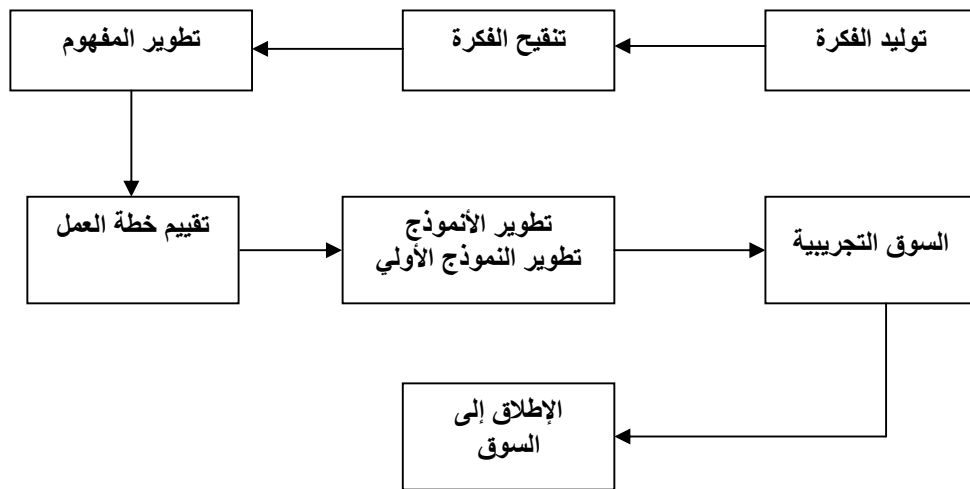 توليد الفكرة
تنقيح الفكرة
تطوير المفهوم
تقييم خطة العمل
تطوير الأنموذج
تطوير النموذج الأولي
السوق التجريبية
الإطلاق إلى
السوق